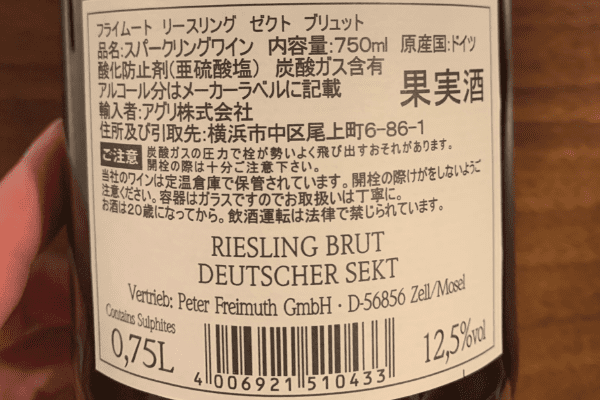 フライムート リースリング ゼクト ブリュット
品名:スパークリングワイン 内容量:750ml 原産国:ドイツ
酸化防止剤(亜硫酸塩) 炭酸ガス含有
アルコール分はメーカーラベルに記載
果実酒
輸入者:アグリ株式会社
住所及び引取先:横浜市中区尾上町6-86-1
ご注意 炭酸ガスの圧力で栓が勢いよく飛び出すおそれがあります。
開栓の際は十分ご注意下さい。
当社のワインは定温倉庫で保管されています。開栓の際けがをしないようご
注意ください。容器はガラスですのでお取扱いは丁寧に。
お酒は20歳になってから。飲酒運転は法律で禁じられています。
RIESLING BRUT
DEUTSCHER SEKT
Vertrieb: Peter Freimuth GmbH · D-56856 Zell/Mosel
Contains Sulphites
0,75L
12,5%vol
4 006921 510433